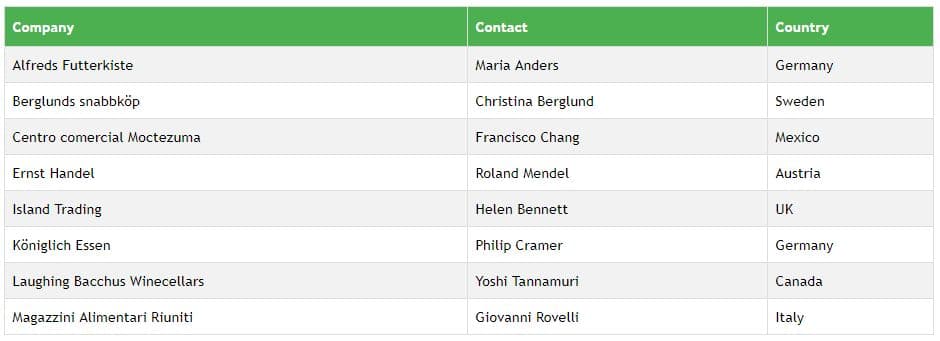 Company Contact Country
Alfreds Futterkiste Maria Anders Germany
Berglunds snabbköp Christina Berglund Sweden
Centro comercial Moctezuma Francisco Chang Mexico
Ernst Handel Roland Mendel Austria
Island Trading Helen Bennett UK
Königlich Essen Philip Cramer Germany
Laughing Bacchus Winecellars Yoshi Tannamuri Canada
Magazzini Alimentari Riuniti Giovanni Rovelli Italy